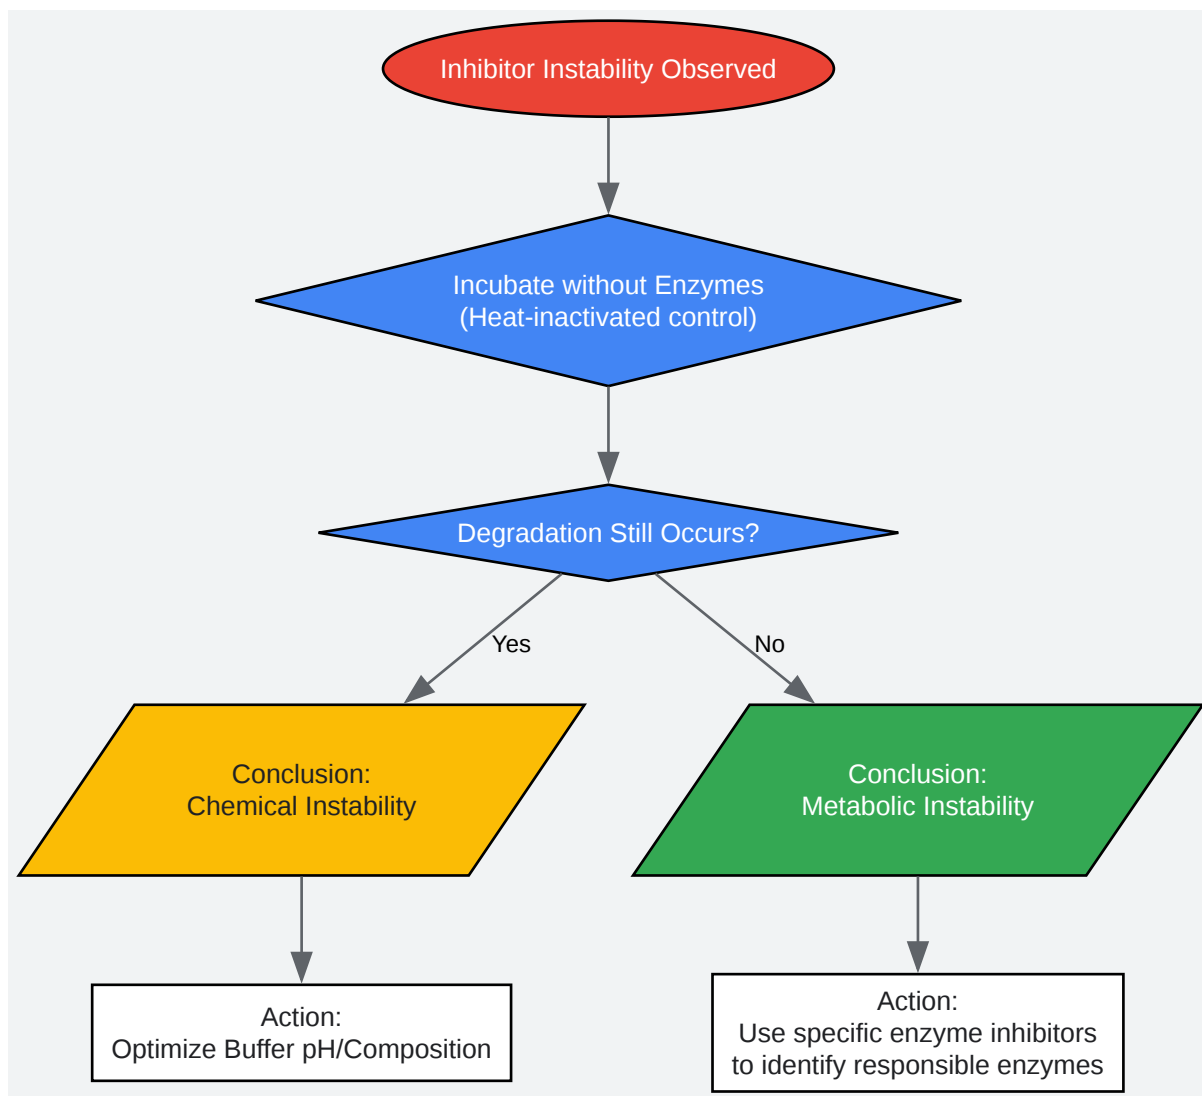 Inhibitor Instability Observed
Incubate without Enzymes
(Heat-inactivated control)
Degradation Still Occurs?
Yes
No
Conclusion:
Chemical Instability
Conclusion:
Metabolic Instability
Action:
Optimize Buffer pH/Composition
Action:
Use specific enzyme inhibitors
to identify responsible enzymes